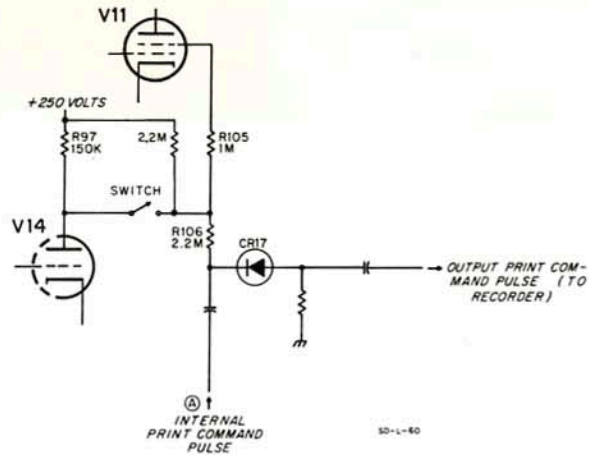 V11
+250 VOLTS
R97
150K
2.2M
R105
1M
SWITCH
V14
R106
2.2M
CR17
OUTPUT PRINT COM-
MAND PULSE (TO
RECORDER)
A
INTERNAL
PRINT COMMAND
PULSE
SD-L-60